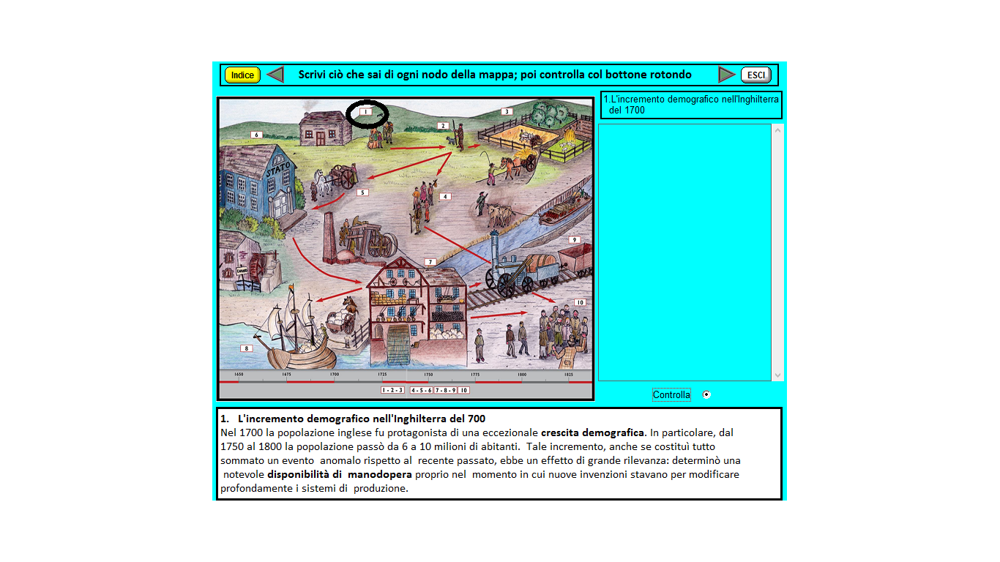 Indice
Scrivi ciò che sai di ogni nodo della mappa; poi controlla col bottone rotondo
ESCI
1.L'incremento demografico nell'Inghilterra
del 1700
1
2
3
6
STATO
5
4
9
7
10
8
1650 1675 1700 1725 1750 1775 1800 1825
1 - 2 - 3 4 - 5 - 6 7 - 8 - 9 10
Controlla
1. L'incremento demografico nell'Inghilterra del 700
Nel 1700 la popolazione inglese fu protagonista di una eccezionale crescita demografica. In particolare, dal
1750 al 1800 la popolazione passò da 6 a 10 milioni di abitanti. Tale incremento, anche se costituì tutto
sommato un evento anomalo rispetto al recente passato, ebbe un effetto di grande rilevanza: determinò una
notevole disponibilità di manodopera proprio nel momento in cui nuove invenzioni stavano per modificare
profondamente i sistemi di produzione.